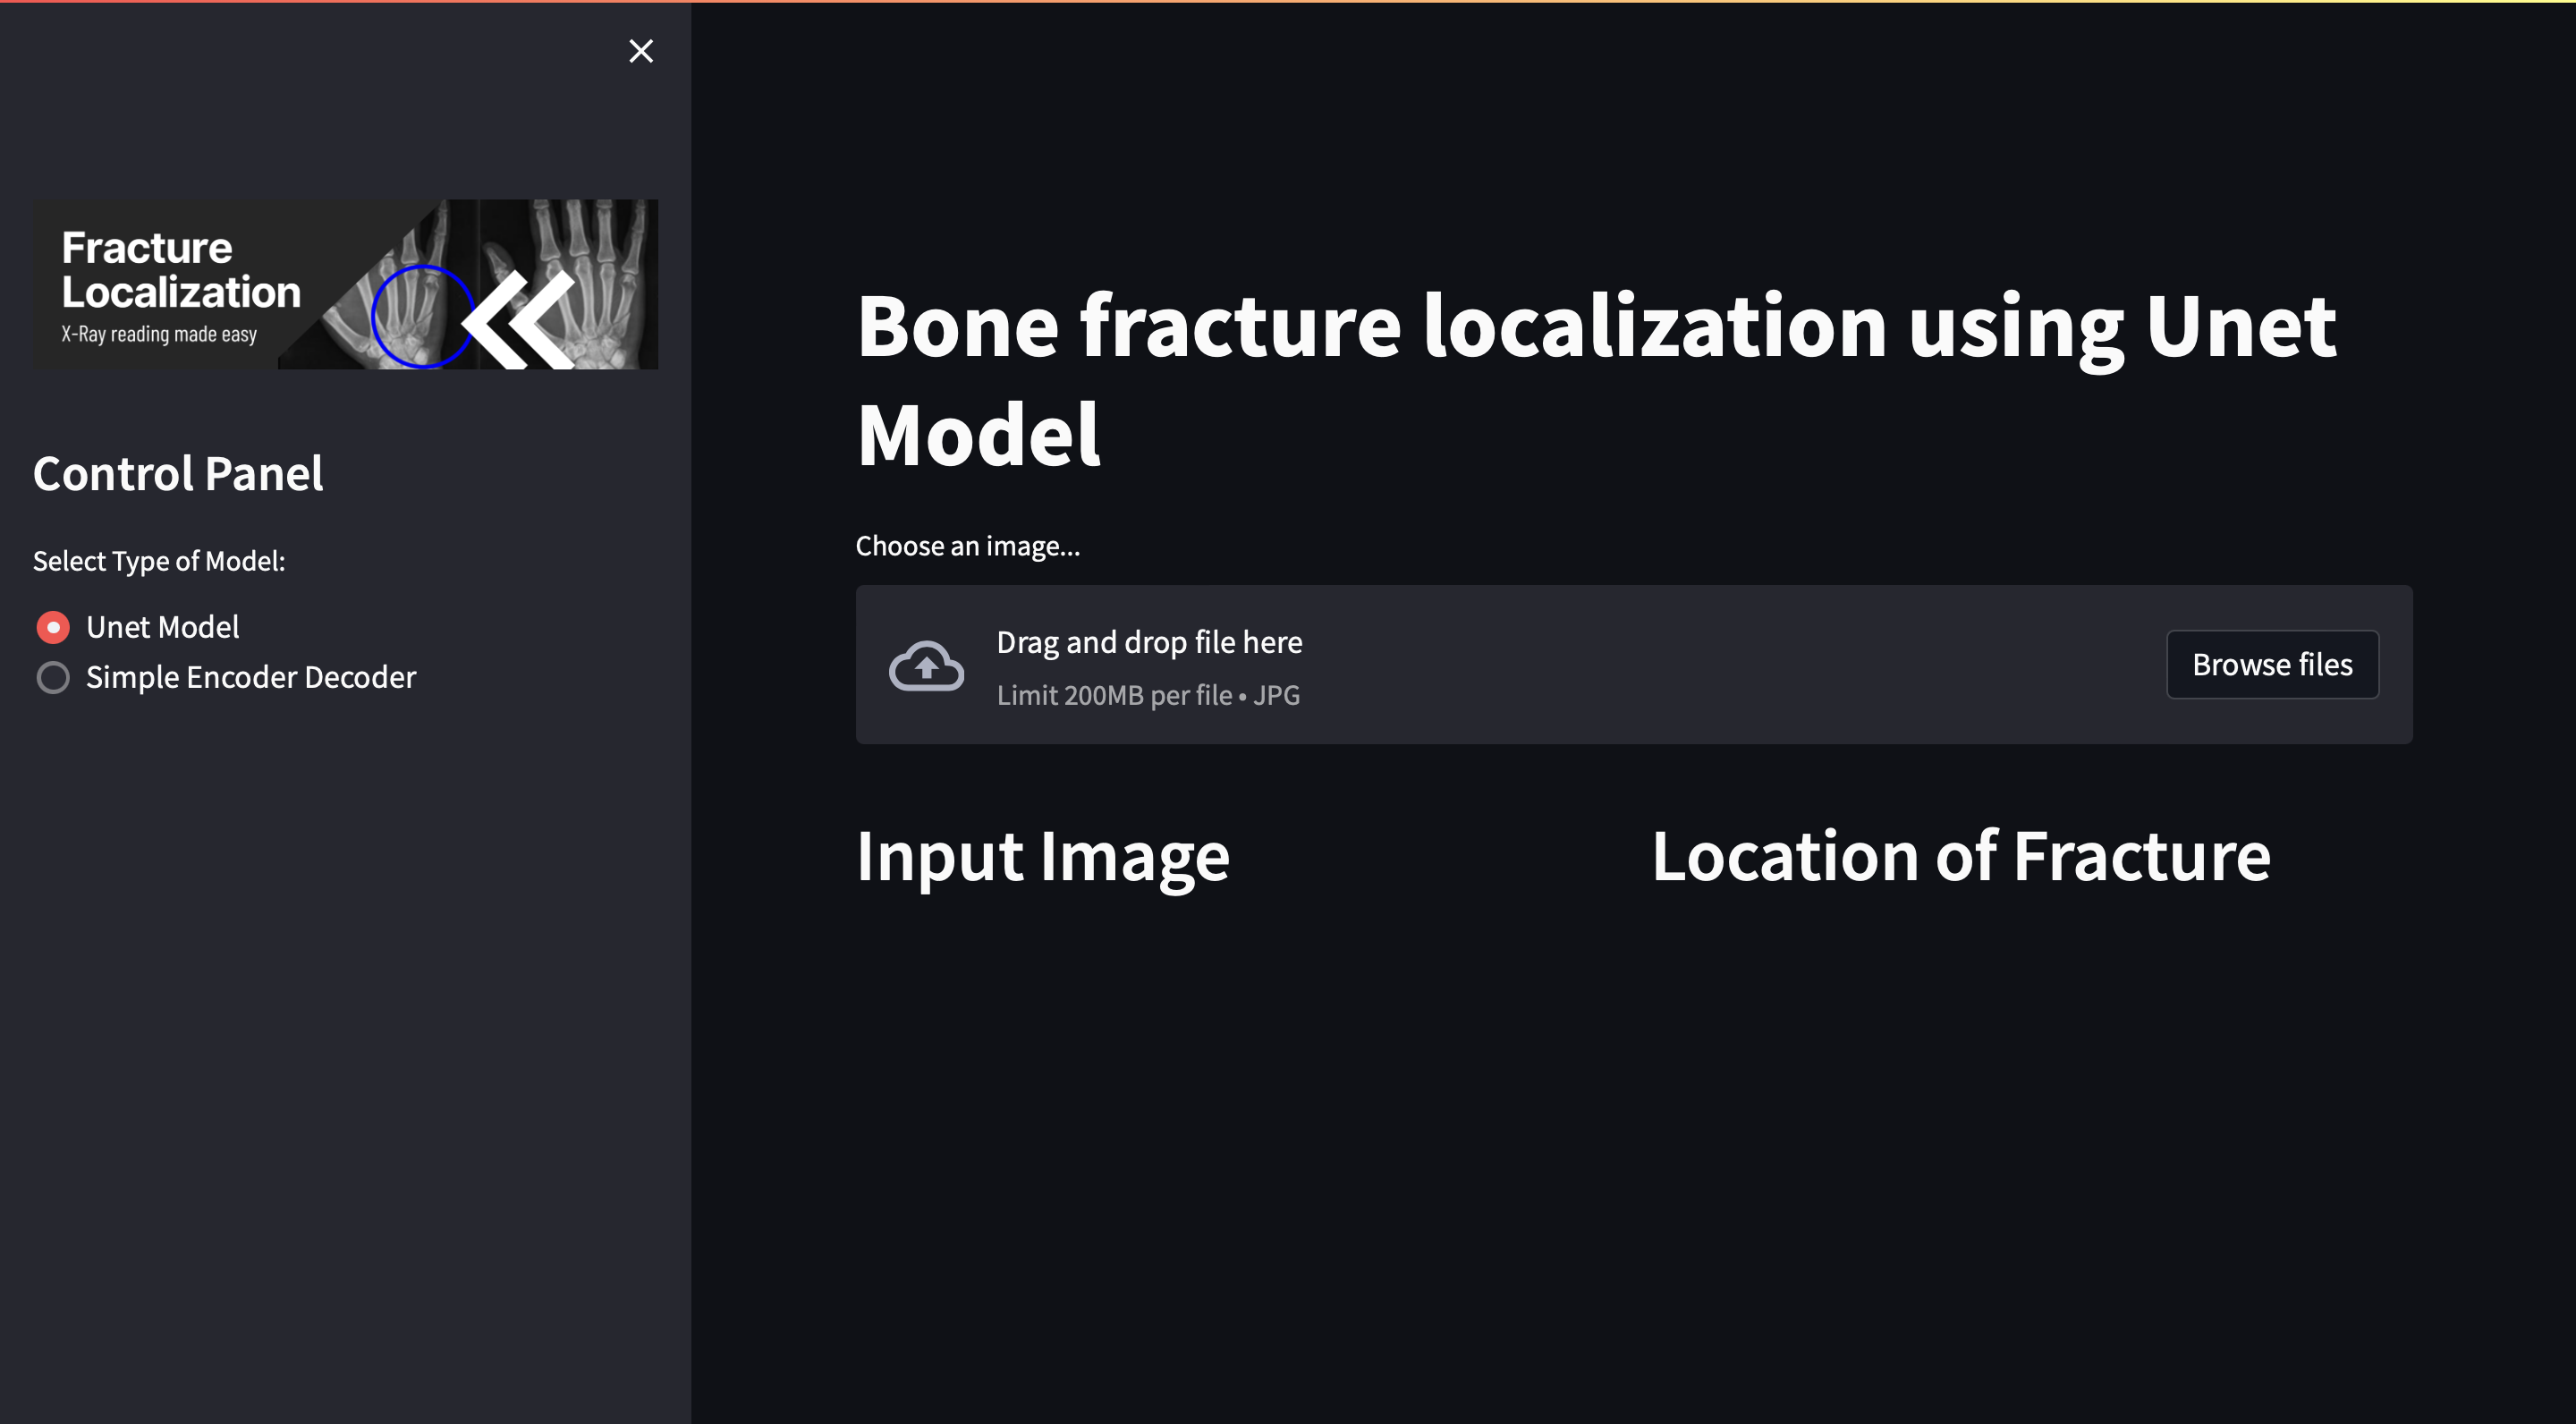 Fracture
Localization
X-Ray reading made easy
Control Panel
Select Type of Model:
Unet Model
Simple Encoder Decoder
Bone fracture localization using Unet
Model
Choose an image...
Drag and drop file here
Limit 200MB per file • JPG
Browse files
Input Image
Location of Fracture